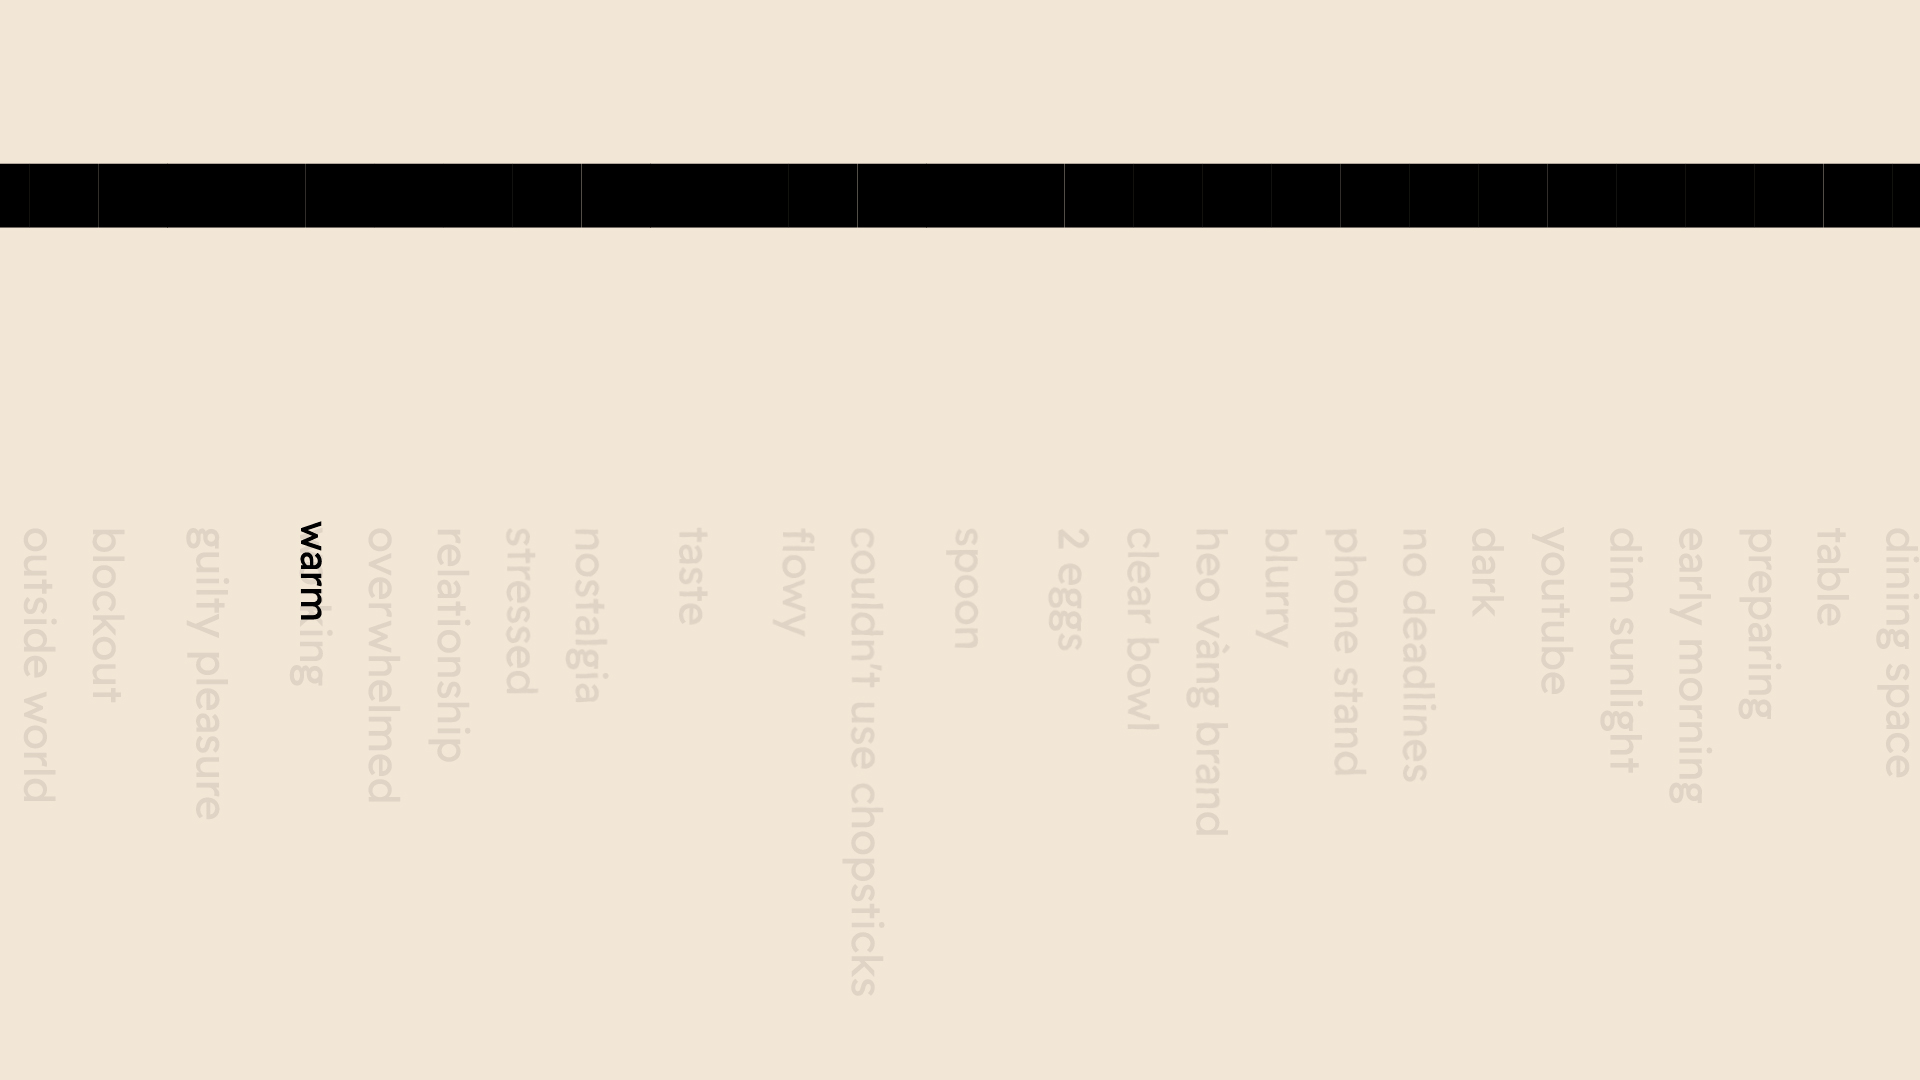 outside world
blockout
guilty pleasure
warm
overwhelmed
relationship
stressed
nostalgia
taste
flowy
couldn't use chopsticks
spoon
2 eggs
clear bowl
heo vàng brand
blurry
phone stand
no deadlines
dark
youtube
dim sunlight
early morning
preparing
table
dining space